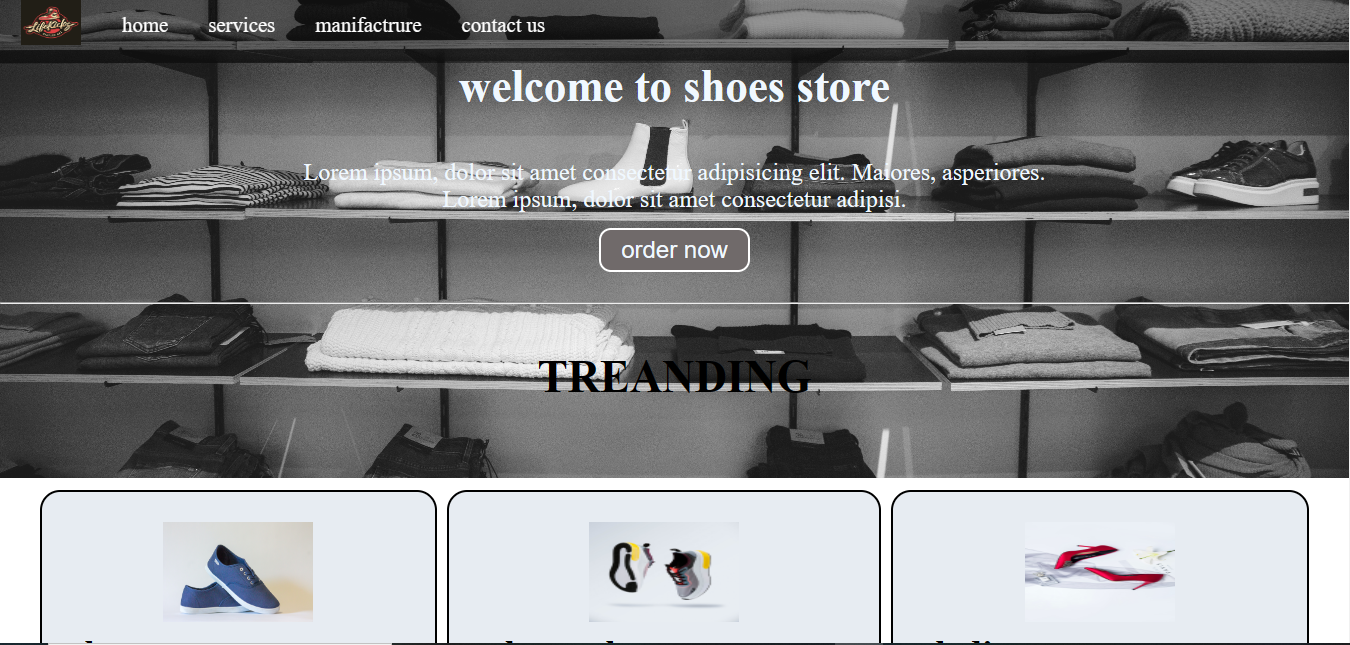 LifeKickz
home services manifactrure contact us
welcome to shoes store
Lorem ipsum, dolor sit amet consectetur adipisicing elit. Maiores, asperiores.
Lorem ipsum, dolor sit amet consectetur adipisi.
order now
TREANDING